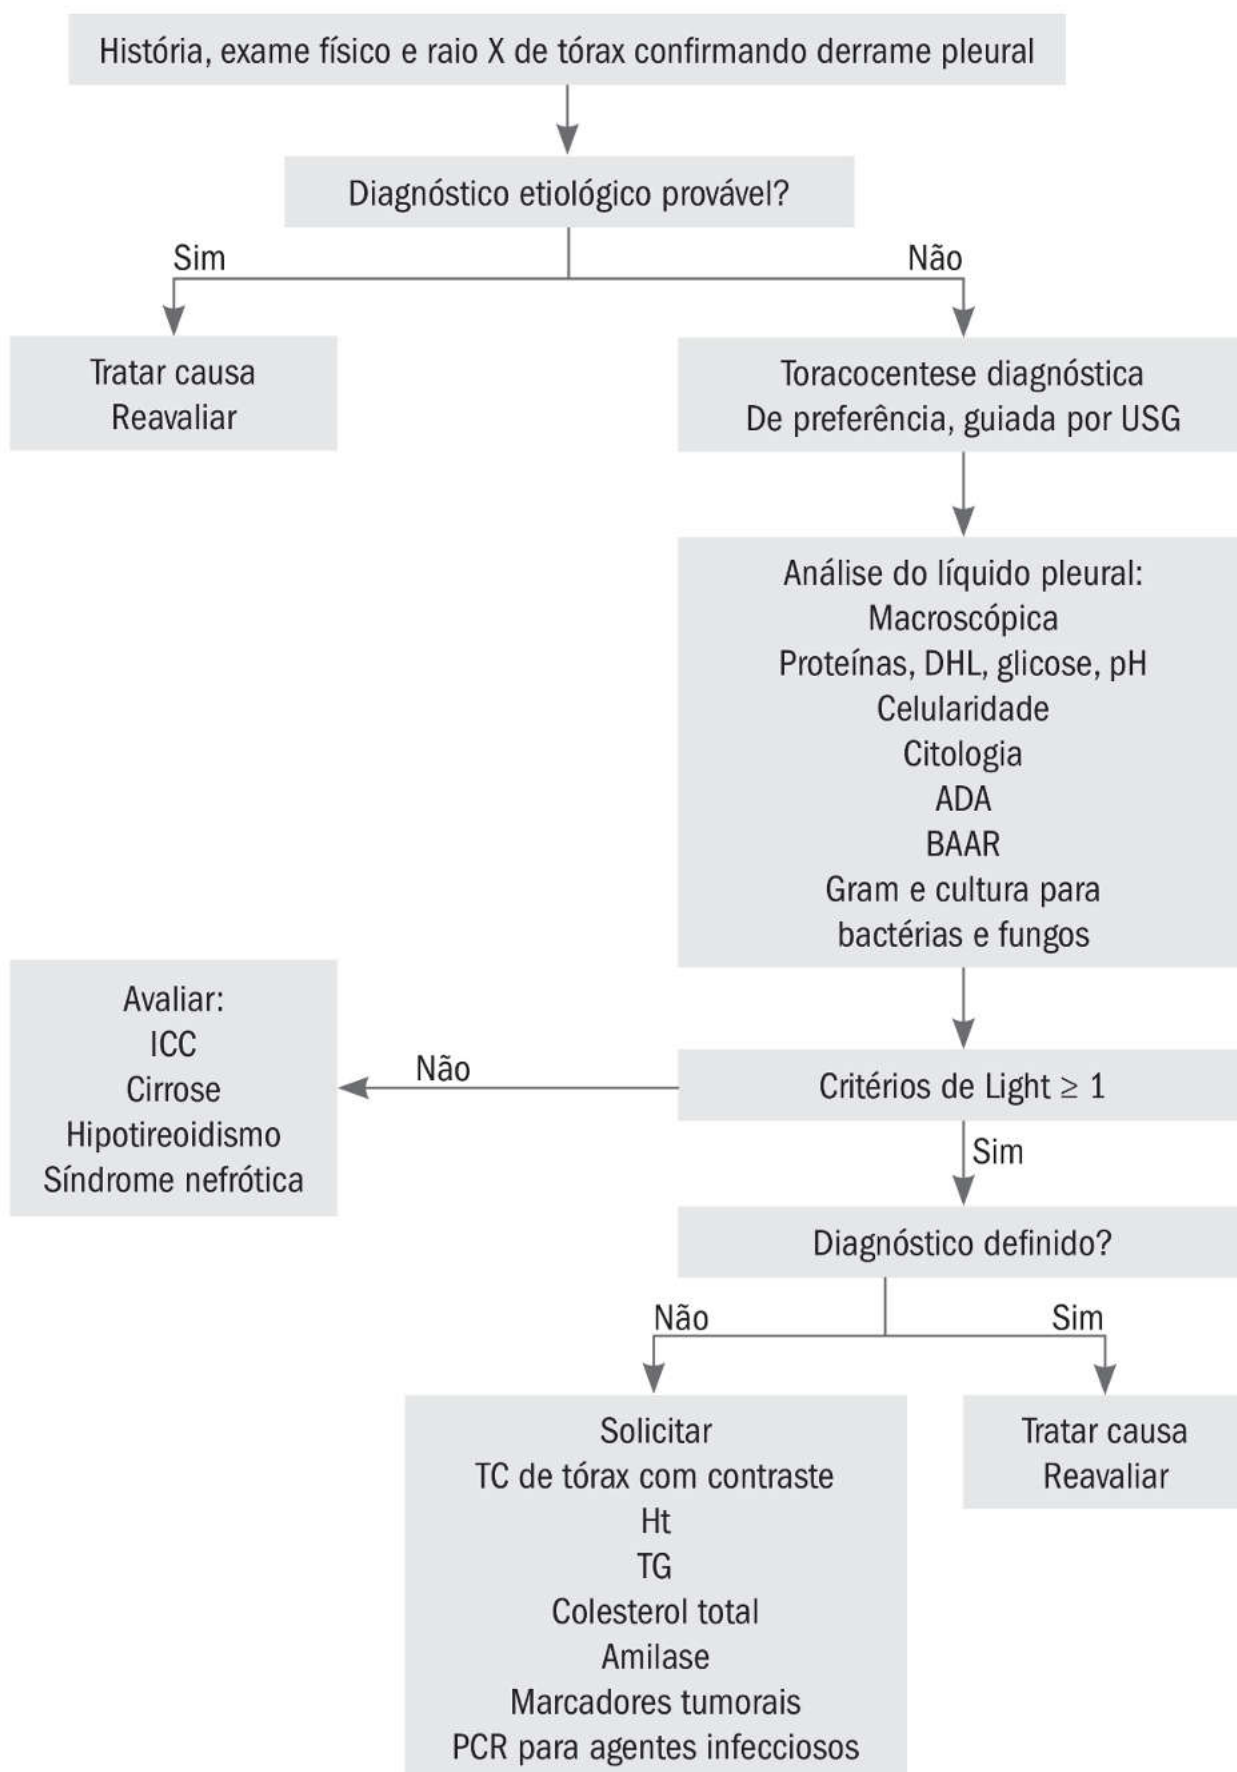 História, exame físico e raio X de tórax confirmando derrame pleural
Diagnóstico etiológico provável?
Sim
Não
Tratar causa
Reavaliar
Toracocentese diagnóstica
De preferência, guiada por USG
Análise do líquido pleural:
Macroscópica
Proteínas, DHL, glicose, pH
Celularidade
Citologia
ADA
BAAR
Gram e cultura para
bactérias e fungos
Critérios de Light ≥ 1
Não
Avaliar:
ICC
Cirrose
Hipotireoidismo
Síndrome nefrótica
Sim
Diagnóstico definido?
Não
Sim
Solicitar
TC de tórax com contraste
Ht
TG
Colesterol total
Amilase
Marcadores tumorais
PCR para agentes infecciosos
Tratar causa
Reavaliar